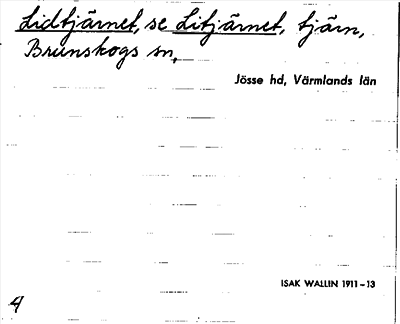 Lidtjärnet, se Litjärnet, tjärn,
Brunskogs sn,
Jösse hd, Värmlands län
ISAK WALLIN 1911–13
4